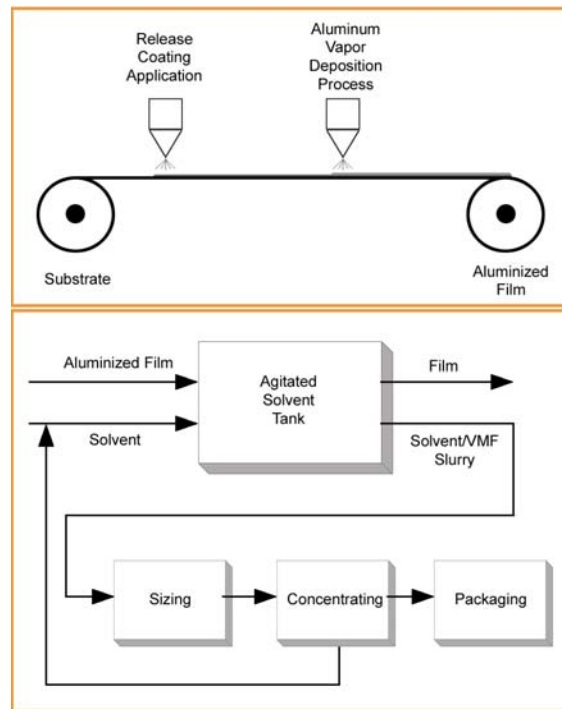 Release
Coating
Application
Aluminum
Vapor
Deposition
Process
Substrate
Aluminized
Film
Aluminized Film
Solvent
Agitated
Solvent
Tank
Film
Solvent/VMF
Slurry
Sizing
Concentrating
Packaging